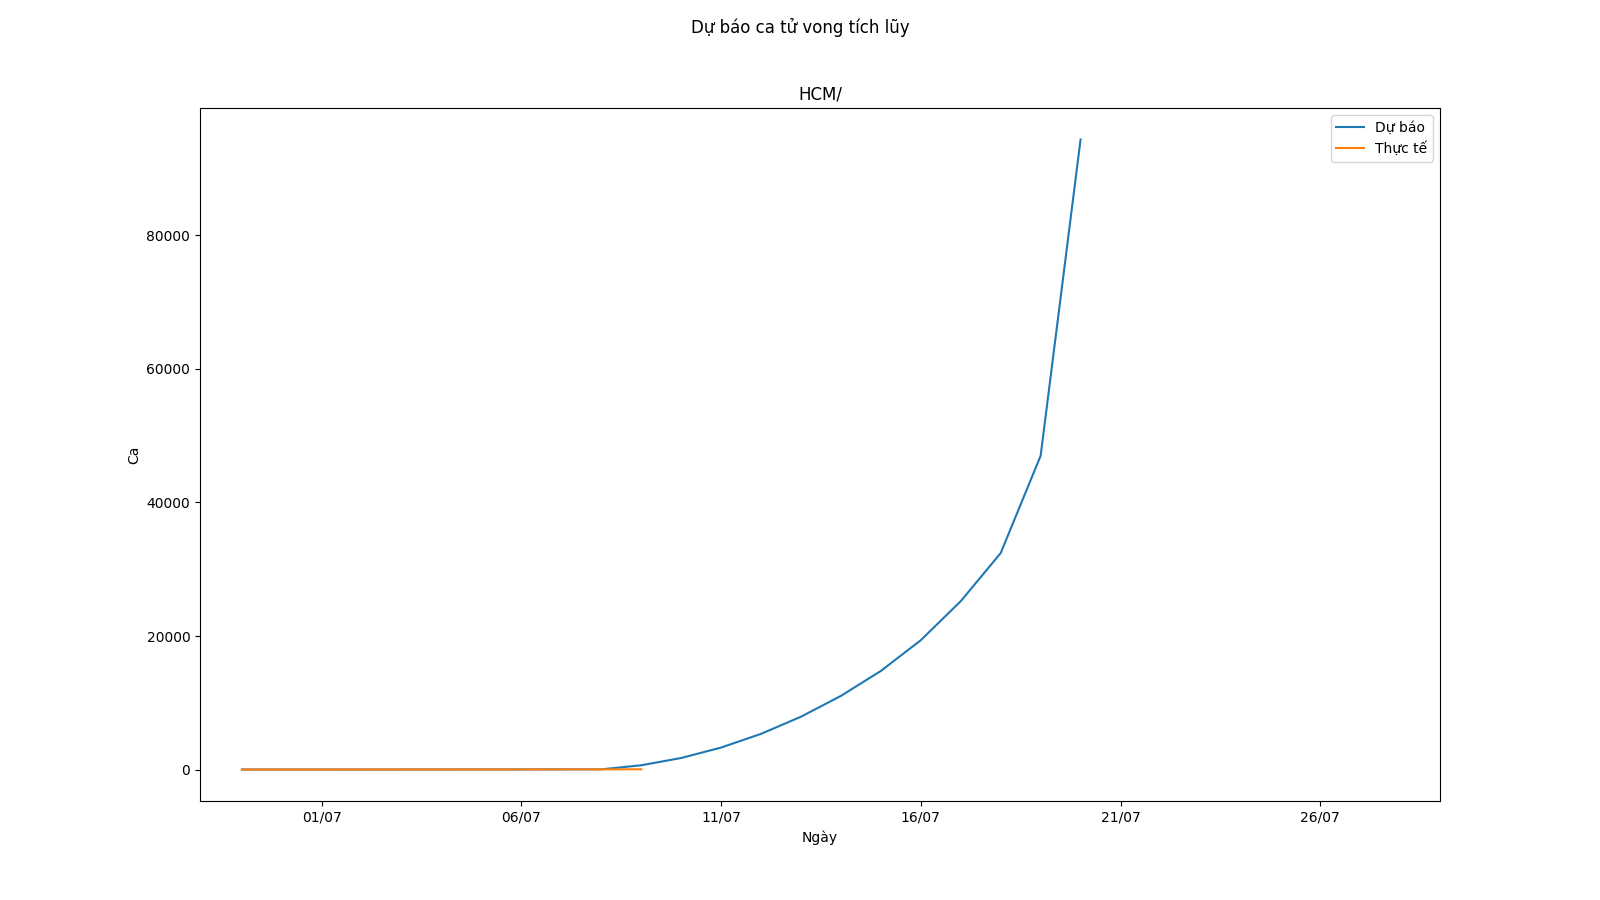 Dự báo ca tử vong tích lũy
HCM/
Dự báo
Thực tế
80000
60000
40000
20000
0
Ca
01/07
06/07
11/07
16/07
21/07
26/07
Ngày